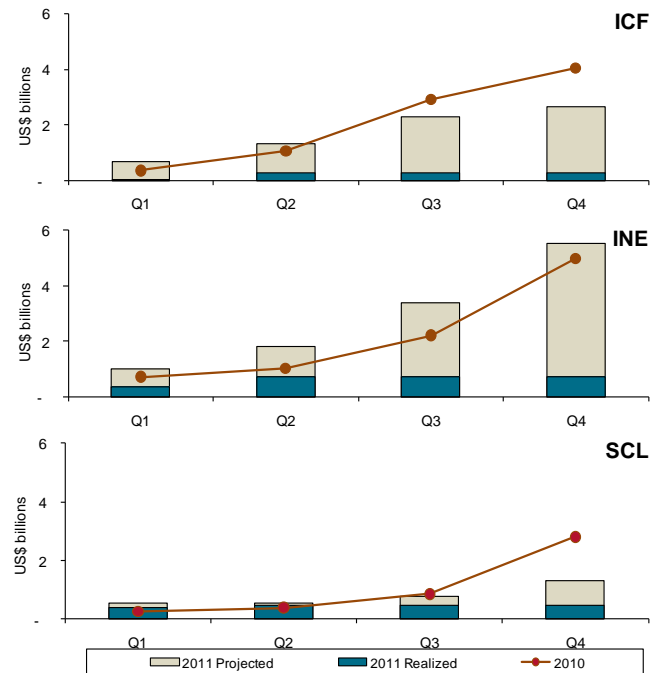 ICF
US$ billions
6
4
2
-
Q1 Q2 Q3 Q4
INE
US$ billions
6
4
2
-
Q1 Q2 Q3 Q4
SCL
US$ billions
6
4
2
-
Q1 Q2 Q3 Q4
2011 Projected 2011 Realized 2010